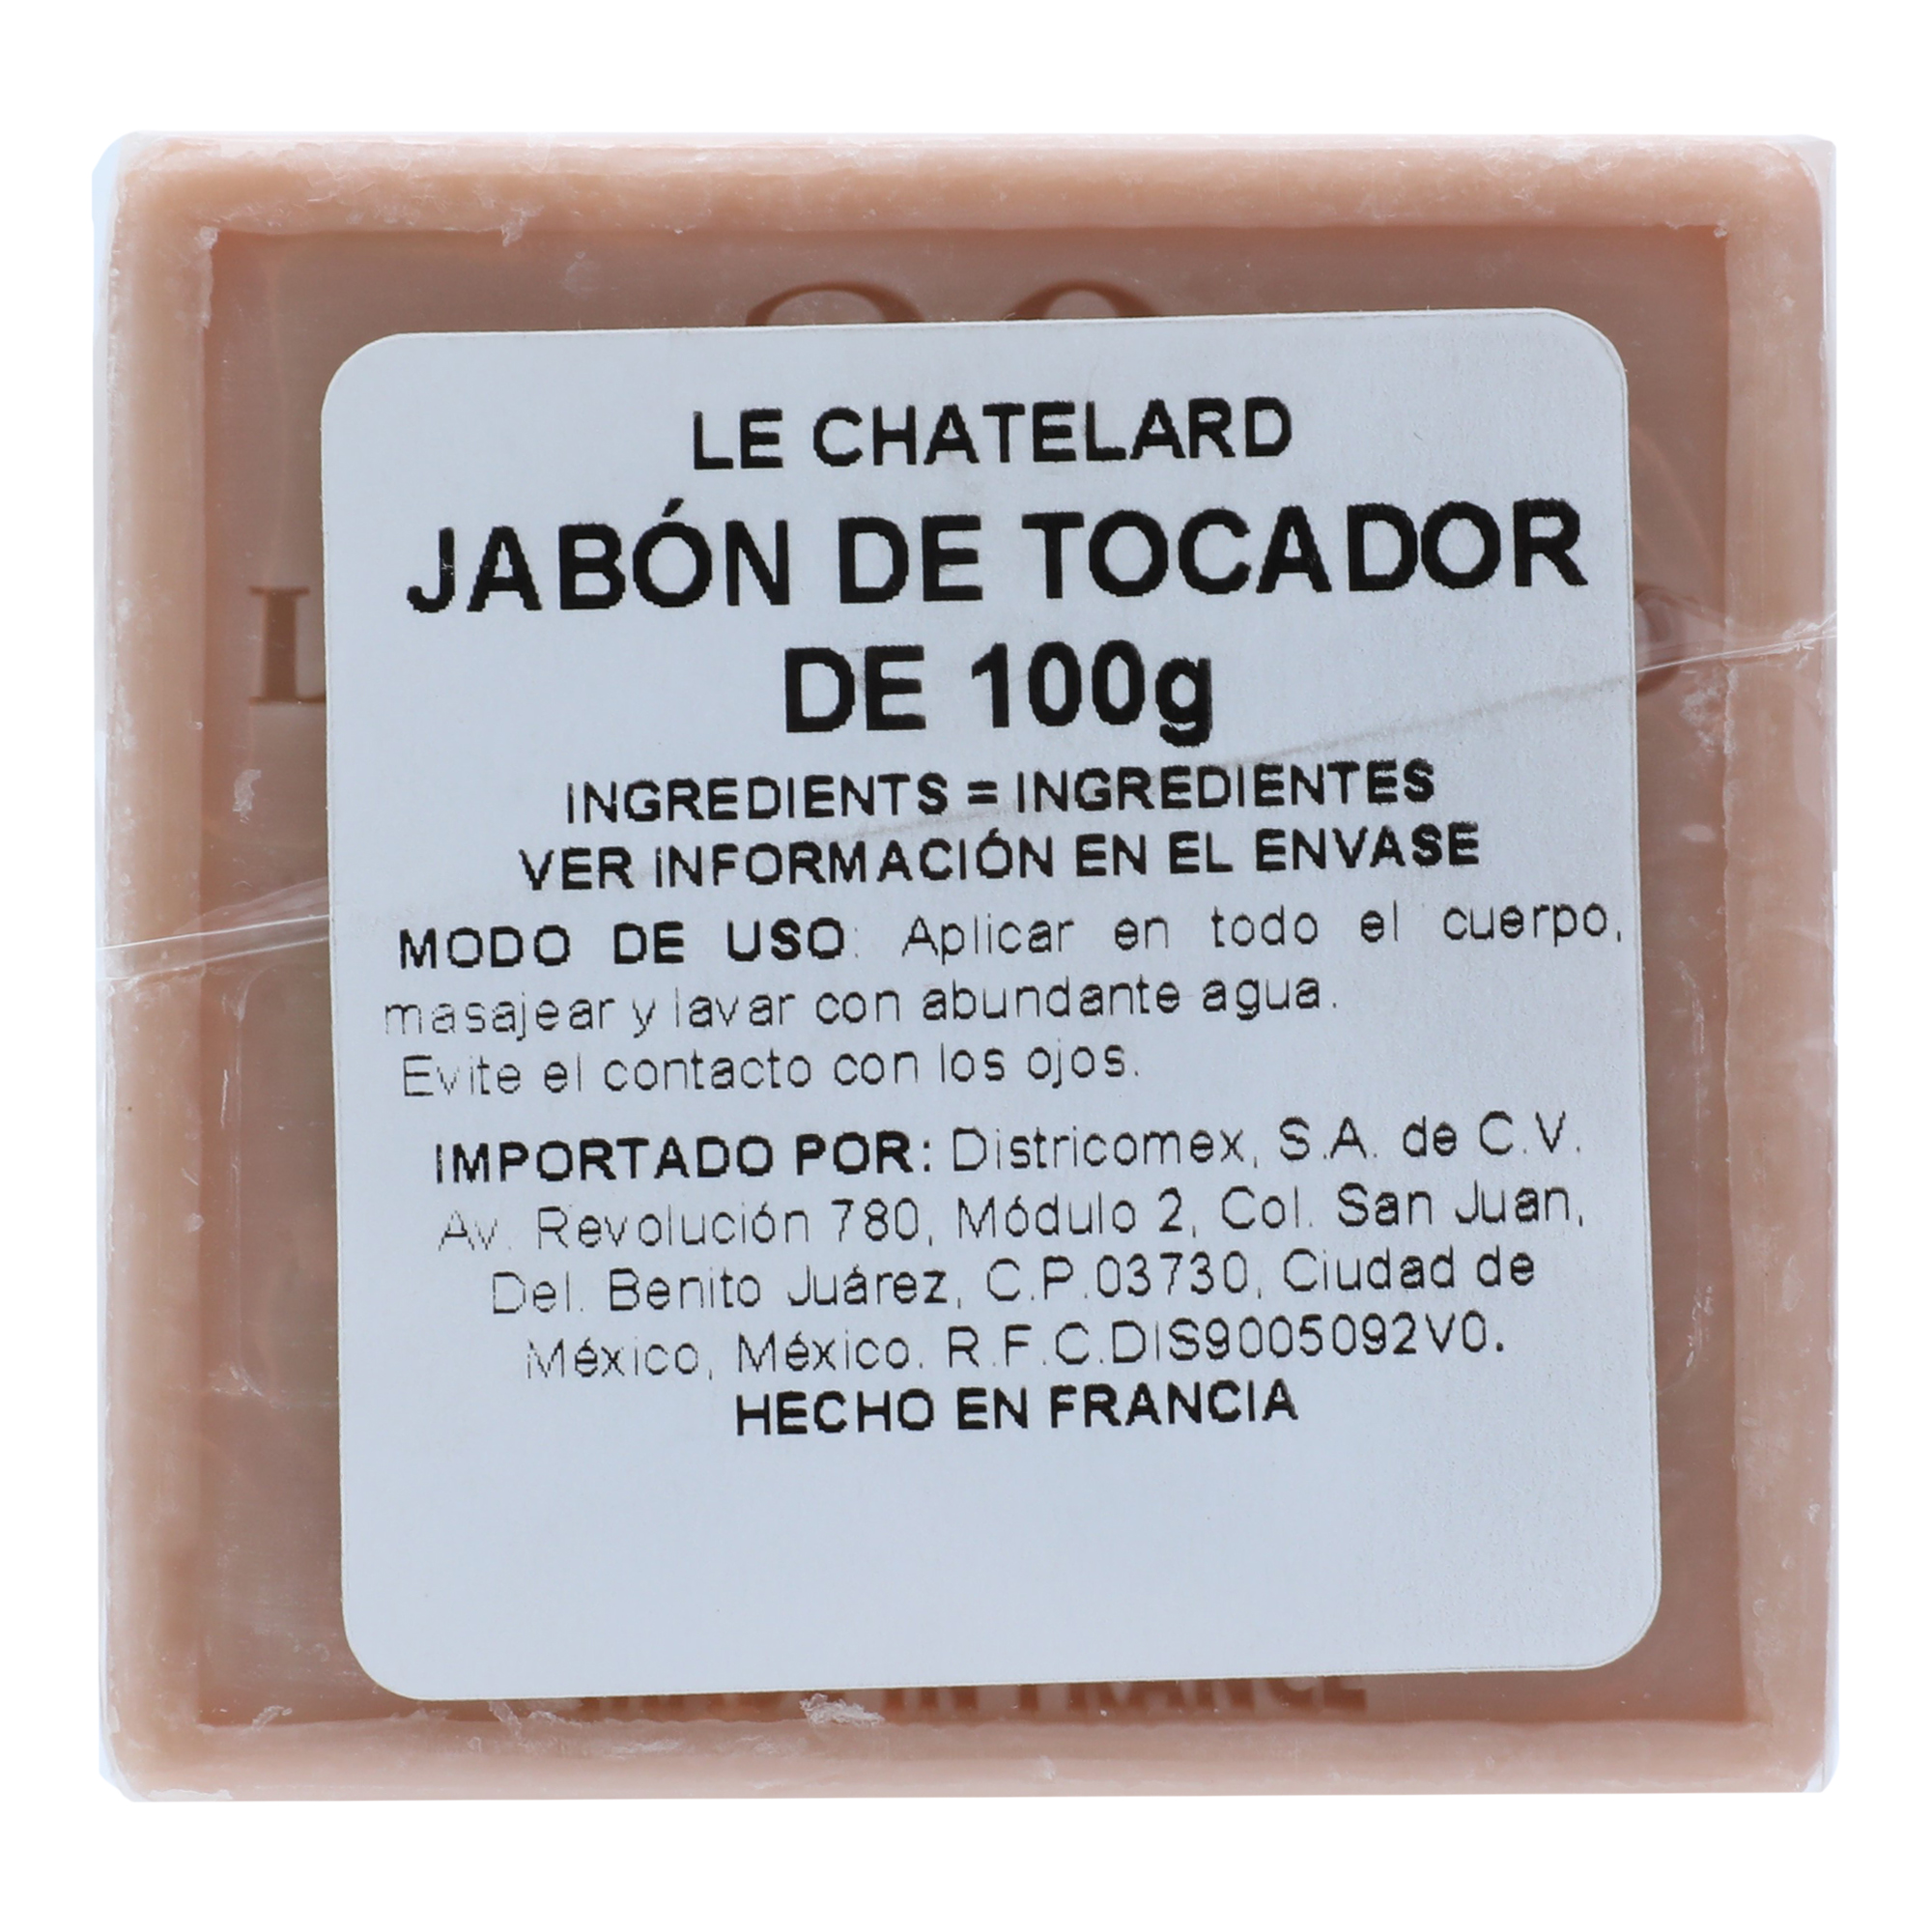 LE CHATELARD
JABÓN DE TOCADOR
DE 100g
INGREDIENTS = INGREDIENTES
VER INFORMACIÓN EN EL ENVASE
MODO DE USO: Aplicar en todo el cuerpo,
masajear y lavar con abundante agua.
Evite el contacto con los ojos.
IMPORTADO POR: Districomex, S.A. de C.V.
Av. Revolución 780, Módulo 2, Col. San Juan,
Del. Benito Juárez, C.P.03730, Ciudad de
México, México. R.F.C.DIS9005092V0.
HECHO EN FRANCIA
IN FRANCE